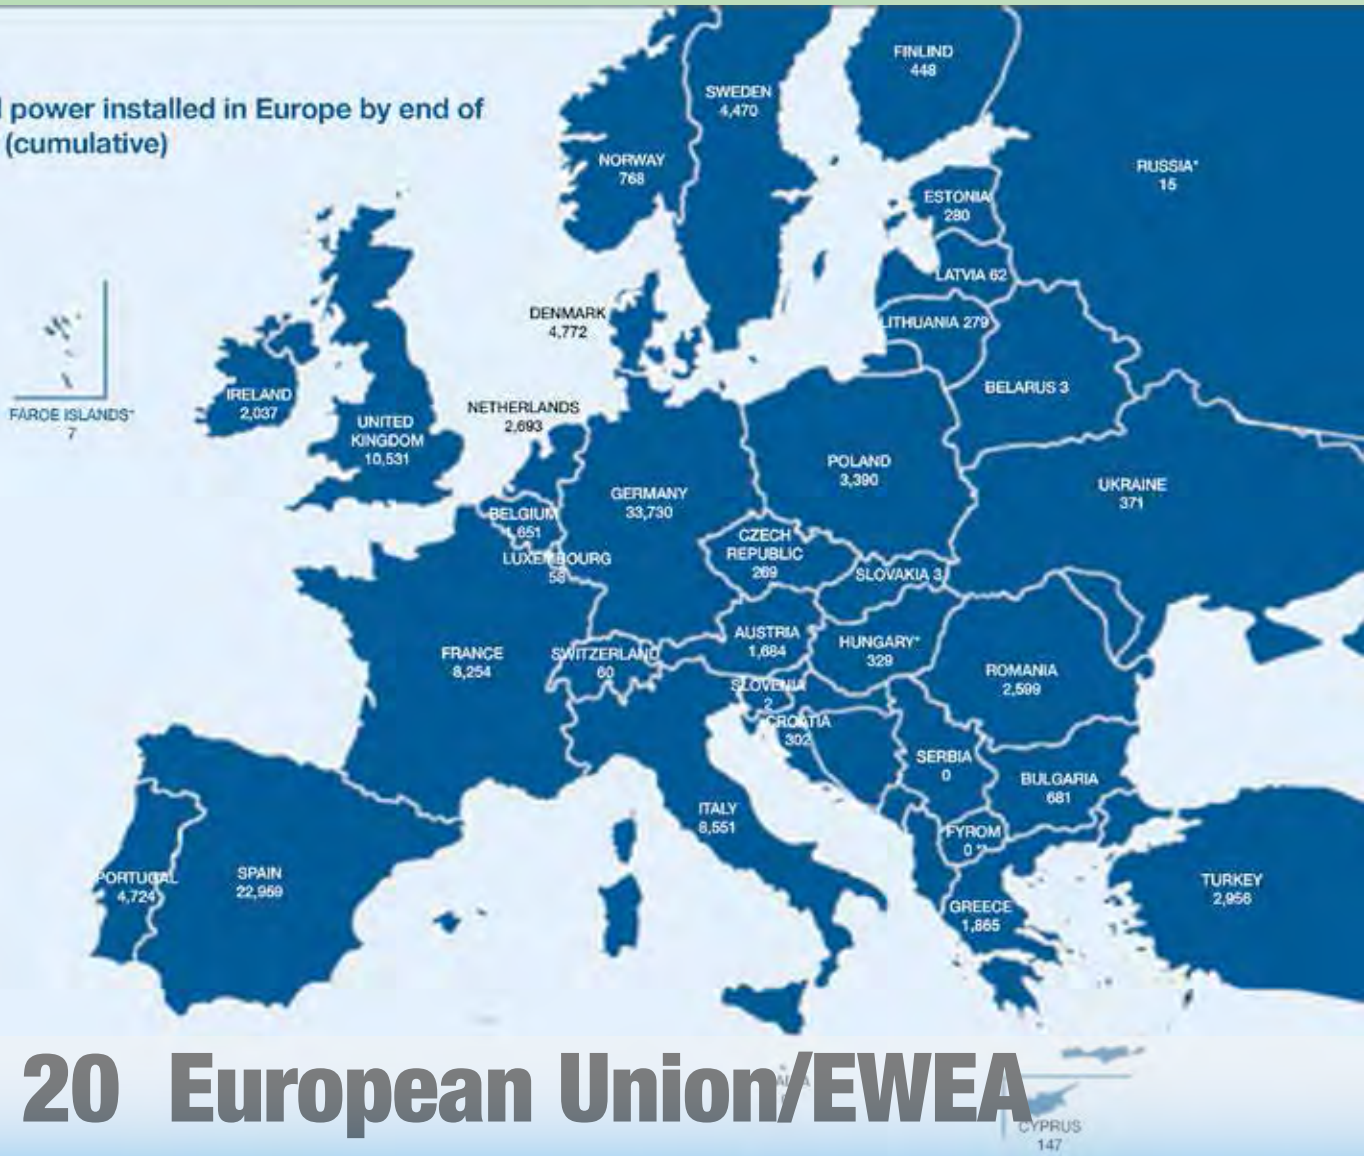 power installed in Europe by end of
(cumulative)
FINLIND
448
SWEDEN
4,470
NORWAY
768
RUSSIA*
15
ESTONIA
280
LATVIA 62
DENMARK
4,772
LITHUANIA 279
BELARUS 3
FAROE ISLANDS*
7
IRELAND
2,037
UNITED
KINGDOM
10,531
NETHERLANDS
2,693
POLAND
3,390
GERMANY
33,730
UKRAINE
371
BELGIUM
1,651
LUXEMBOURG
58
CZECH
REPUBLIC
269
SLOVAKIA 3
AUSTRIA
1,684
HUNGARY*
329
FRANCE
8,254
SWITZERLAND
60
ROMANIA
2,599
SLOVENIA
2
CROATIA
302
SERBIA
0
BULGARIA
681
ITALY
8,551
FYROM
0 **
PORTUGAL
4,724
SPAIN
22,959
TURKEY
2,956
GREECE
1,865
20 European Union/EWEA
CYPRUS
147